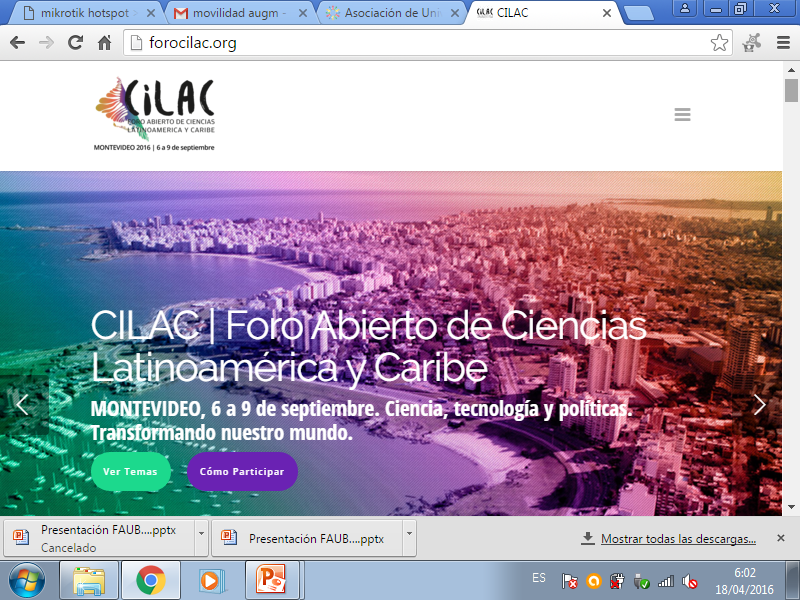 mikrotik hotspot
movilidad augm -
Asociación de Uni
CILAC
forocilac.org
CiLAC
FORO ABIERTO DE CIENCIAS
LATINOAMERICA Y CARIBE
MONTEVIDEO 2016 | 6 a 9 de septiembre
CILAC | Foro Abierto de Ciencias
Latinoamérica y Caribe
MONTEVIDEO, 6 a 9 de septiembre. Ciencia, tecnología y políticas.
Transformando nuestro mundo.
Ver Temas
Cómo Participar
Presentación FAUB....pptx
Cancelado
Presentación FAUB....pptx
Mostrar todas las descargas...
ES
6:02
18/04/2016